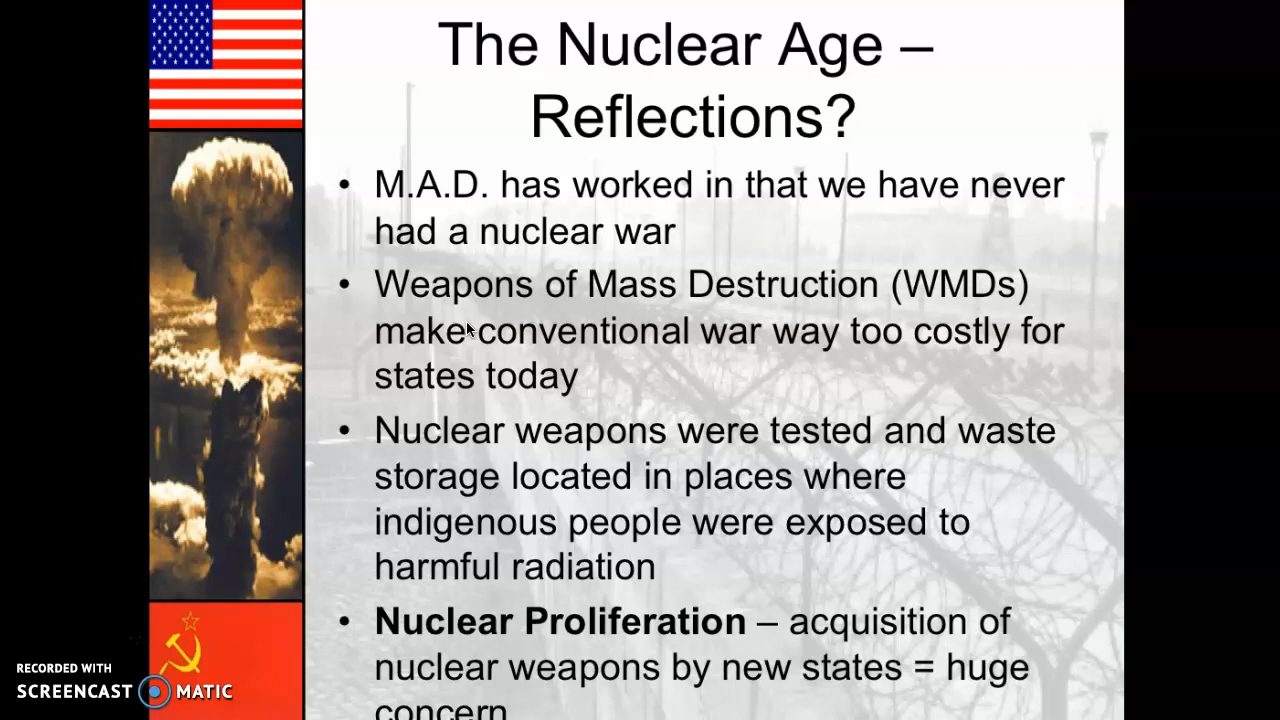 The Nuclear Age –
Reflections?
• M.A.D. has worked in that we have never
had a nuclear war
• Weapons of Mass Destruction (WMDs)
make conventional war way too costly for
states today
• Nuclear weapons were tested and waste
storage located in places where
indigenous people were exposed to
harmful radiation
• Nuclear Proliferation – acquisition of
nuclear weapons by new states = huge
concern
RECORDED WITH
SCREENCAST MATIC